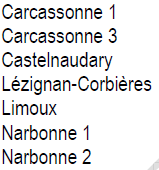 Carcassonne 1
Carcassonne 3
Castelnaudary
Lézignan-Corbières
Limoux
Narbonne 1
Narbonne 2